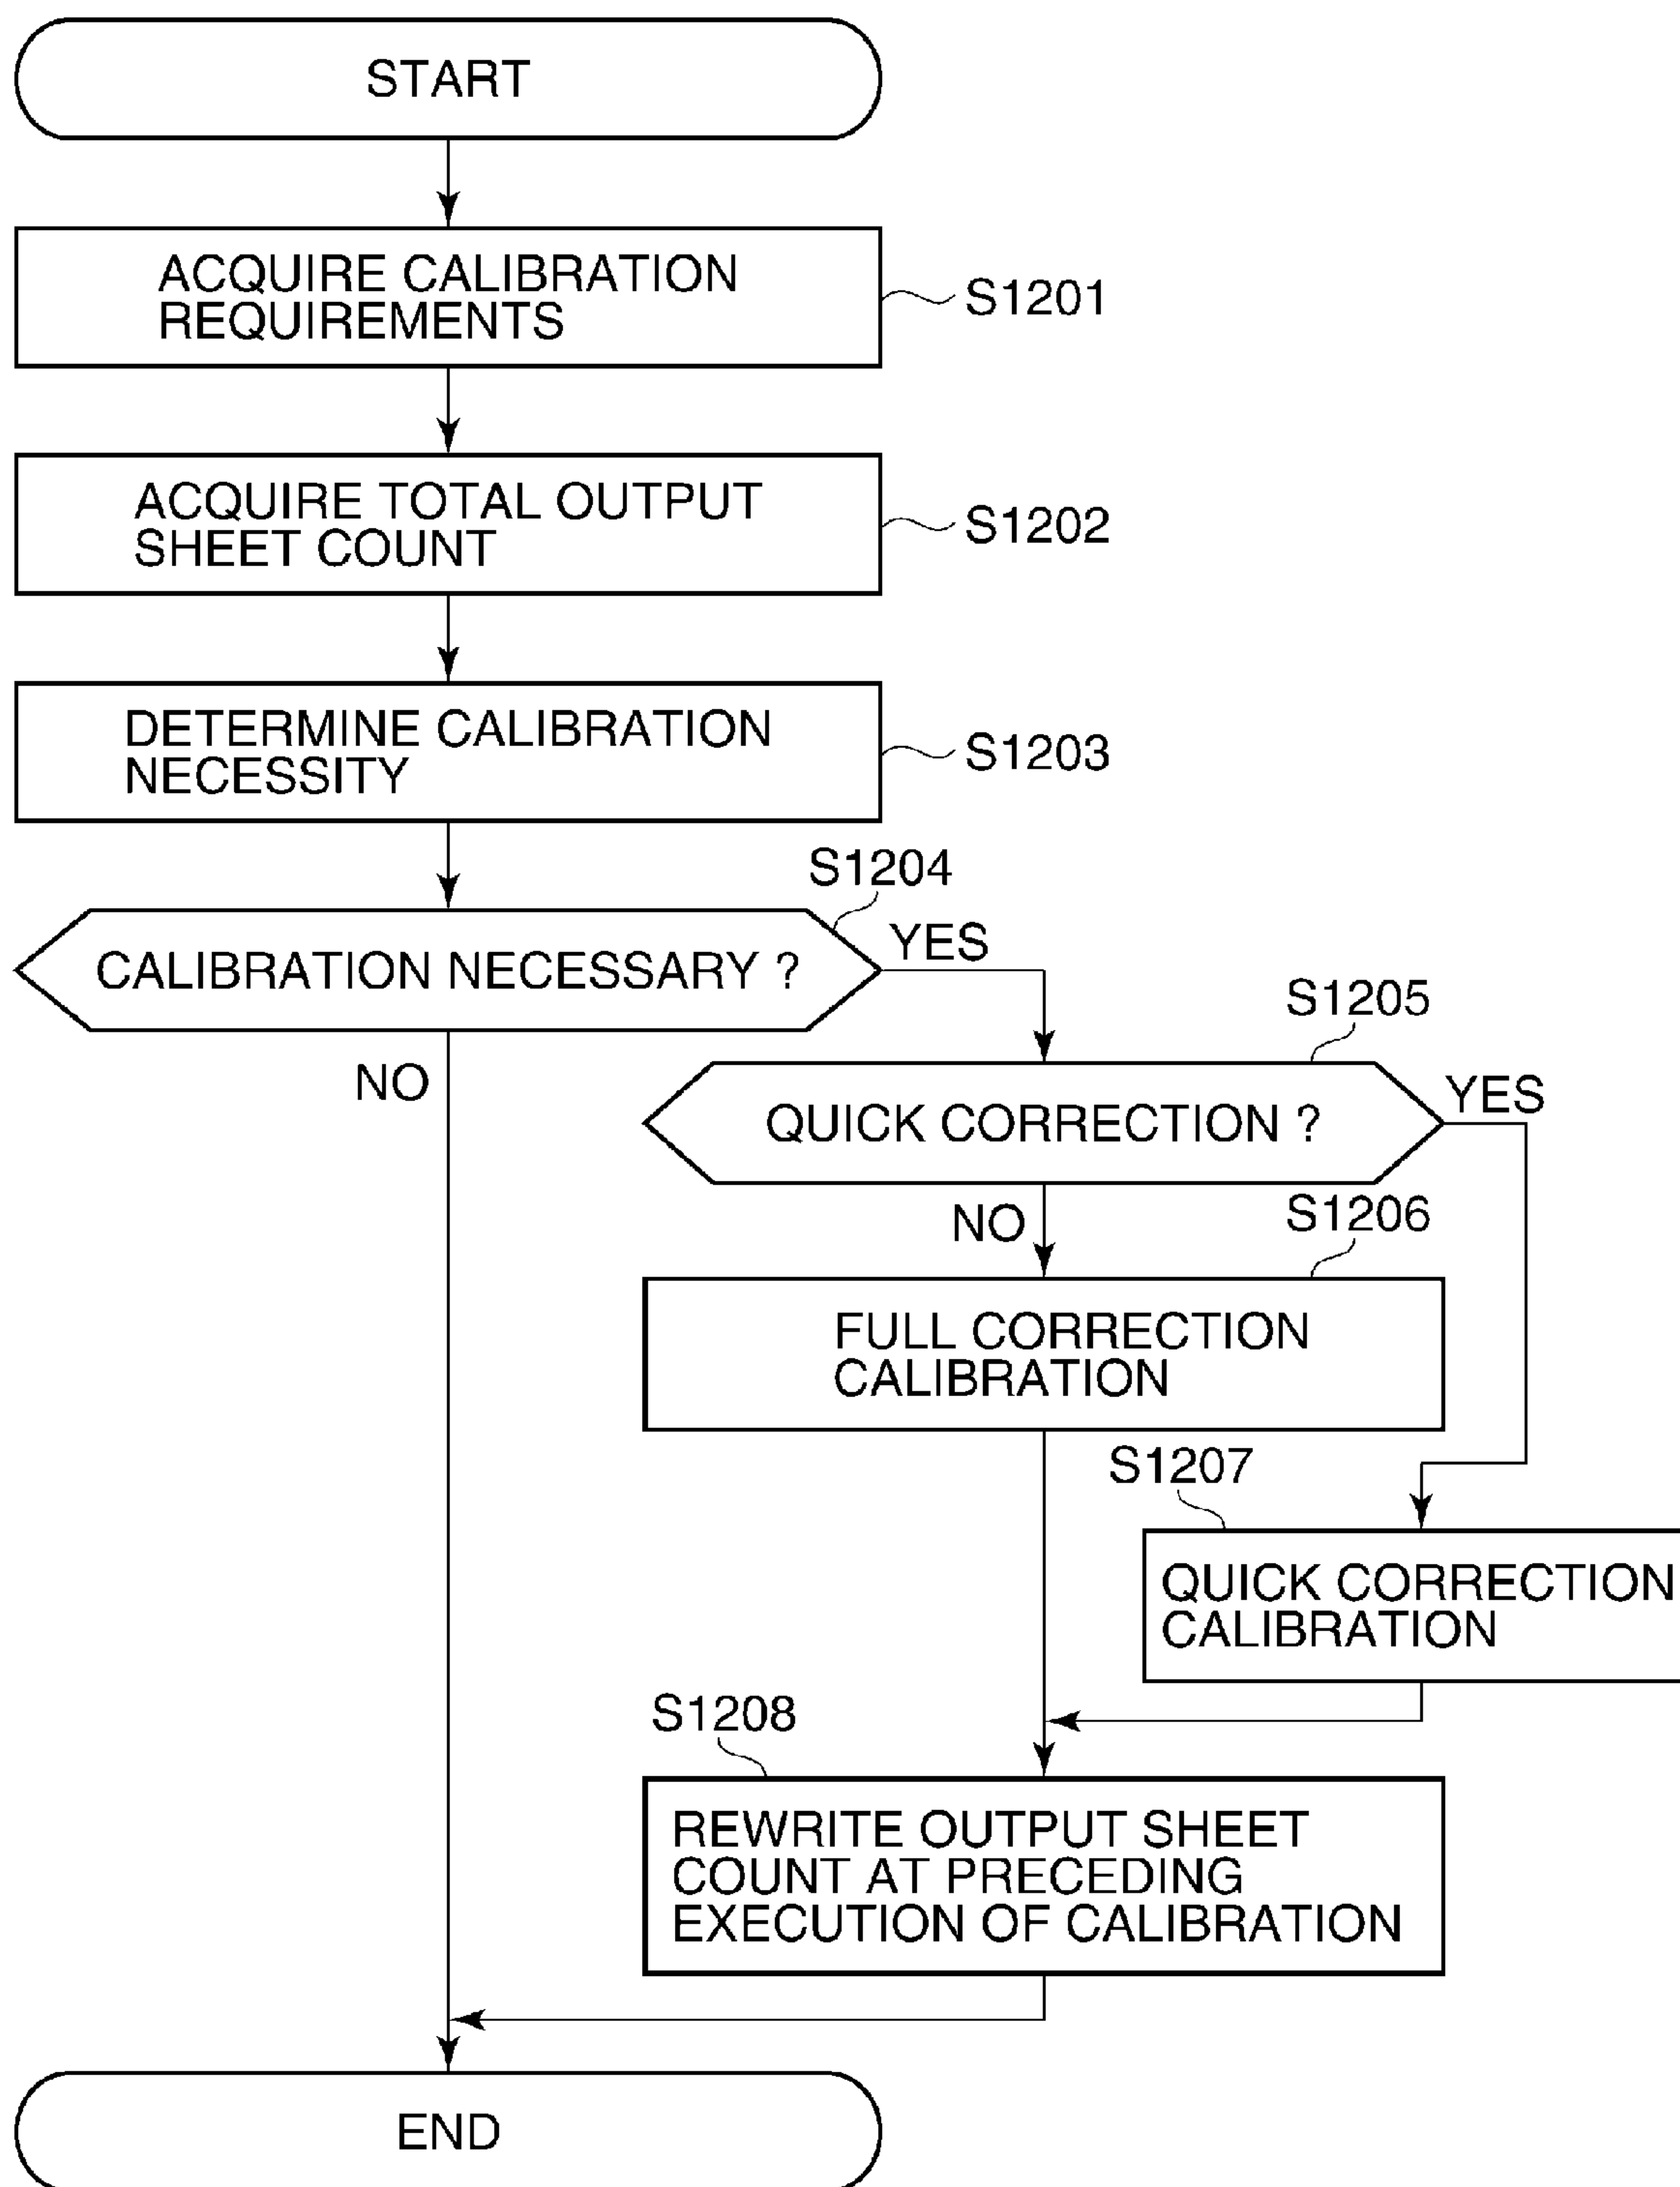 START
ACQUIRE CALIBRATION
REQUIREMENTS
S1201
ACQUIRE TOTAL OUTPUT
SHEET COUNT
S1202
DETERMINE CALIBRATION
NECESSITY
S1203
S1204
CALIBRATION NECESSARY ?
YES
NO
S1205
QUICK CORRECTION ?
YES
NO
S1206
FULL CORRECTION
CALIBRATION
S1207
QUICK CORRECTION
CALIBRATION
S1208
REWRITE OUTPUT SHEET
COUNT AT PRECEDING
EXECUTION OF CALIBRATION
END